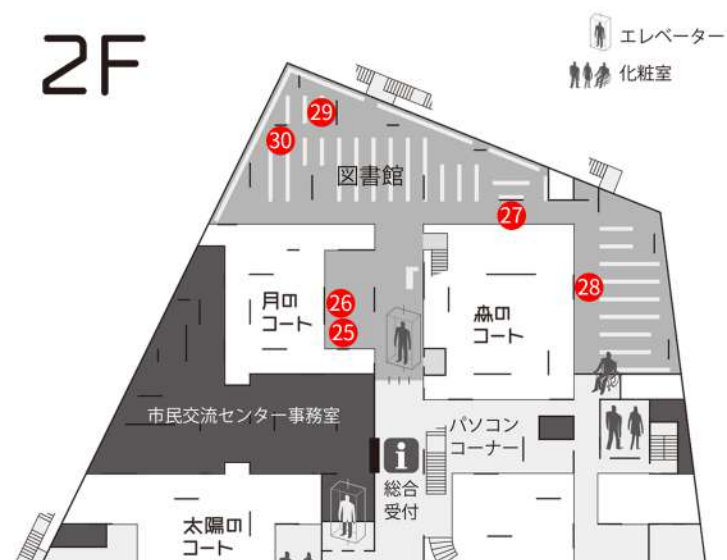 2F
エレベーター
化粧室
29
30
図書館
27
28
26
25
月の
コート
森の
コート
市民交流センター事務室
パソコン
コーナー
i
総合
受付
太陽の
コート